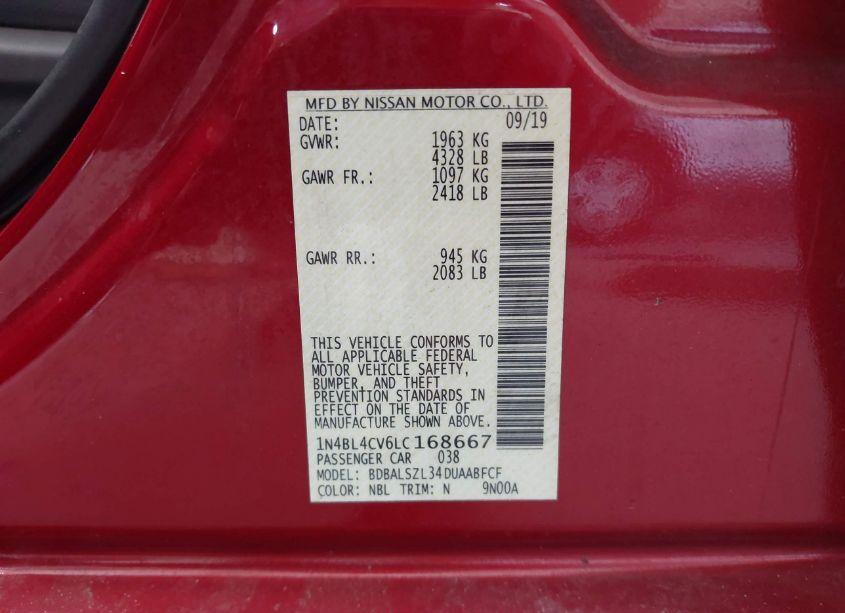 MFD BY NISSAN MOTOR CO., LTD.
DATE: 09/19
GVWR: 1963 KG
4328 LB
GAWR FR.: 1097 KG
2418 LB
GAWR RR.: 945 KG
2083 LB
THIS VEHICLE CONFORMS TO
ALL APPLICABLE FEDERAL
MOTOR VEHICLE SAFETY,
BUMPER, AND THEFT
PREVENTION STANDARDS IN
EFFECT ON THE DATE OF
MANUFACTURE SHOWN ABOVE.
1N4BL4CV6LC168667
PASSENGER CAR 038
MODEL: BDBALSZL34DUAABFCF
COLOR: NBL TRIM: N 9N00A